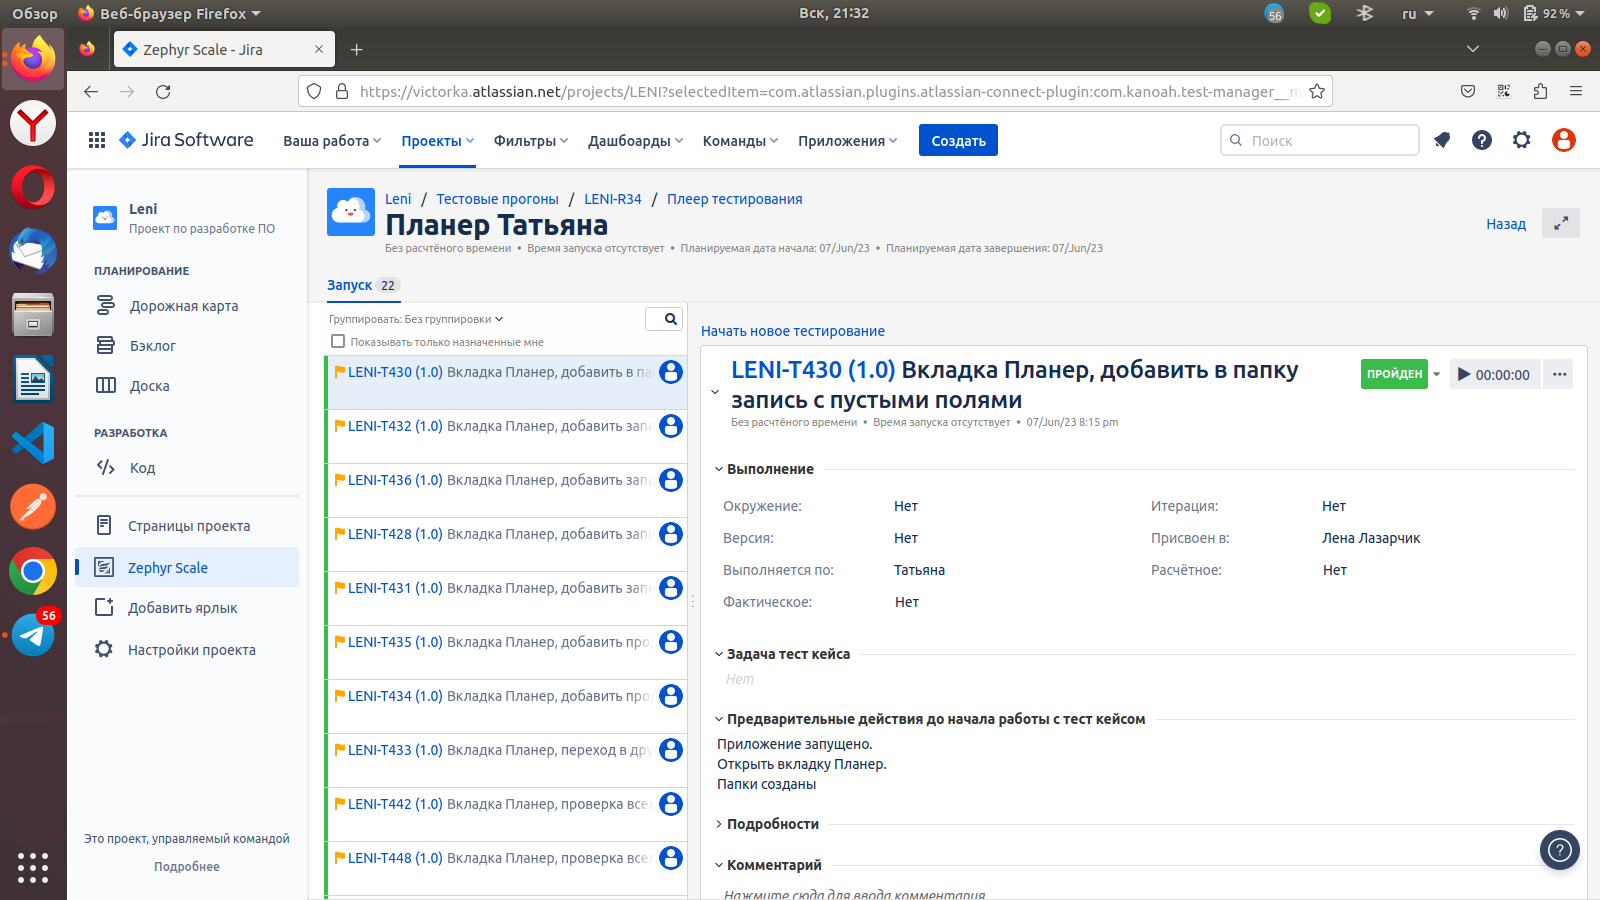 Обзор
Веб-браузер Firefox
Вск, 21:32
56
ru
92 %
Zephyr Scale - Jira
https://victorka.atlassian.net/projects/LENI?selectedItem=com.atlassian.plugins.atlassian-connect-plugin:com.kanoah.test-manager__m
Jira Software
Ваша работа
Проекты
Фильтры
Дашбоарды
Команды
Приложения
Создать
Поиск
Leni
Проект по разработке ПО
ПЛАНИРОВАНИЕ
Дорожная карта
Бэклог
Доска
РАЗРАБОТКА
Код
Страницы проекта
Zephyr Scale
Добавить ярлык
Настройки проекта
Это проект, управляемый командой
Подробнее
56
Leni / Тестовые прогоны / LENI-R34 / Плеер тестирования
Планер Татьяна
Без расчтёного времени • Время запуска отсутствует • Планируемая дата начала: 07/Jun/23 • Планируемая дата завершения: 07/Jun/23
Назад
Запуск 22
Группировать: Без группировки
Показывать только назначенные мне
LENI-T430 (1.0) Вкладка Планер, добавить в па
LENI-T432 (1.0) Вкладка Планер, добавить запи
LENI-T436 (1.0) Вкладка Планер, добавить запи
LENI-T428 (1.0) Вкладка Планер, добавить запи
LENI-T431 (1.0) Вкладка Планер, добавить запи
LENI-T435 (1.0) Вкладка Планер, добавить прод
LENI-T434 (1.0) Вкладка Планер, добавить прод
LENI-T433 (1.0) Вкладка Планер, переход в дру
LENI-T442 (1.0) Вкладка Планер, проверка всех
LENI-T448 (1.0) Вкладка Планер, проверка всех
Начать новое тестирование
LENI-T430 (1.0) Вкладка Планер, добавить в папку
запись с пустыми полями
Без расчтёного времени • Время запуска отсутствует • 07/Jun/23 8:15 pm
ПРОЙДЕН
00:00:00
Выполнение
Окружение: Нет
Итерация: Нет
Версия: Нет
Присвоен в: Лена Лазарчик
Выполняется по: Татьяна
Расчётное: Нет
Фактическое: Нет
Задача тест кейса
Нет
Предварительные действия до начала работы с тест кейсом
Приложение запущено.
Открыть вкладку Планер.
Папки созданы
Подробности
Комментарий
Нажмите сюда для ввода комментария